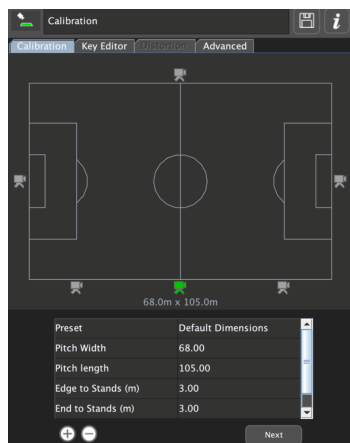 Calibration
Calibration Key Editor Distortion Advanced
68.0m x 105.0m
Preset Default Dimensions
Pitch Width 68.00
Pitch length 105.00
Edge to Stands (m) 3.00
End to Stands (m) 3.00
Next